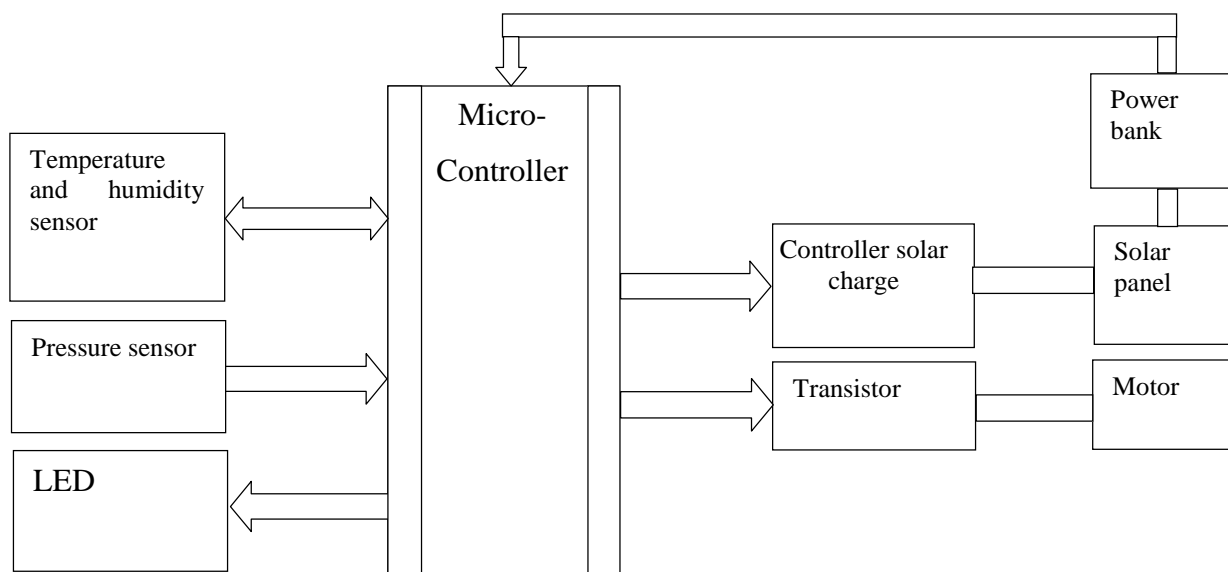 Micro-
Controller
Power
bank
Temperature
and humidity
sensor
Controller solar
charge
Solar
panel
Pressure sensor
Transistor
Motor
LED